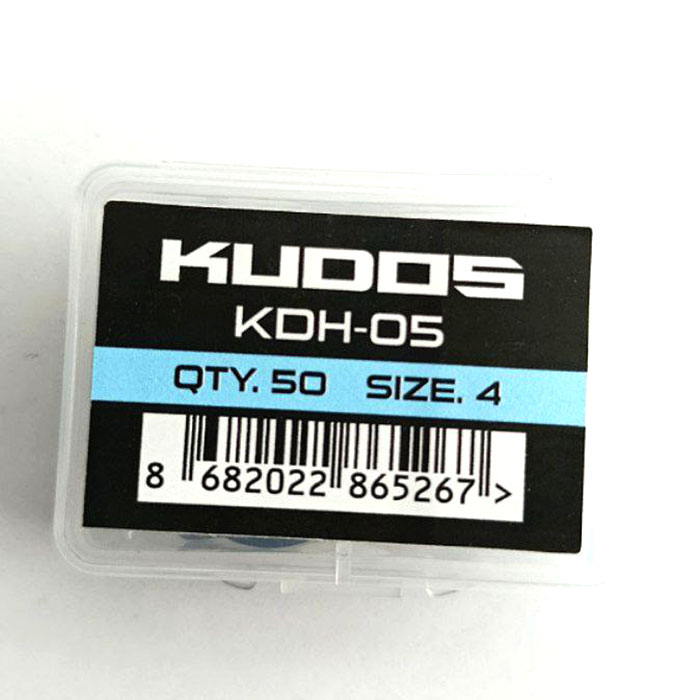 KUDOS
KDH-05
QTY. 50 SIZE. 4
8 682022 865267 >